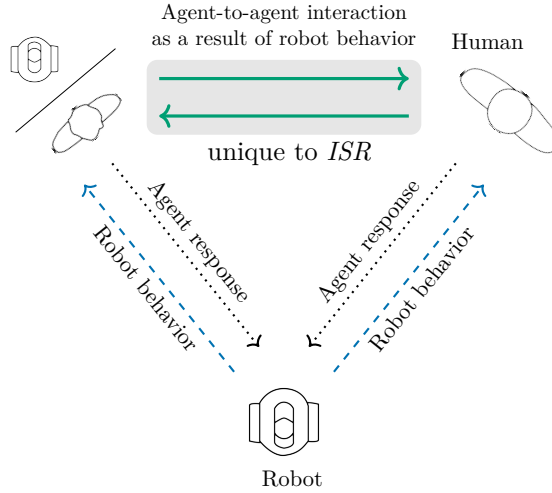 Agent-to-agent interaction
as a result of robot behavior
Human
unique to ISR
Agent response
Robot behavior
Agent response
Robot behavior
Robot